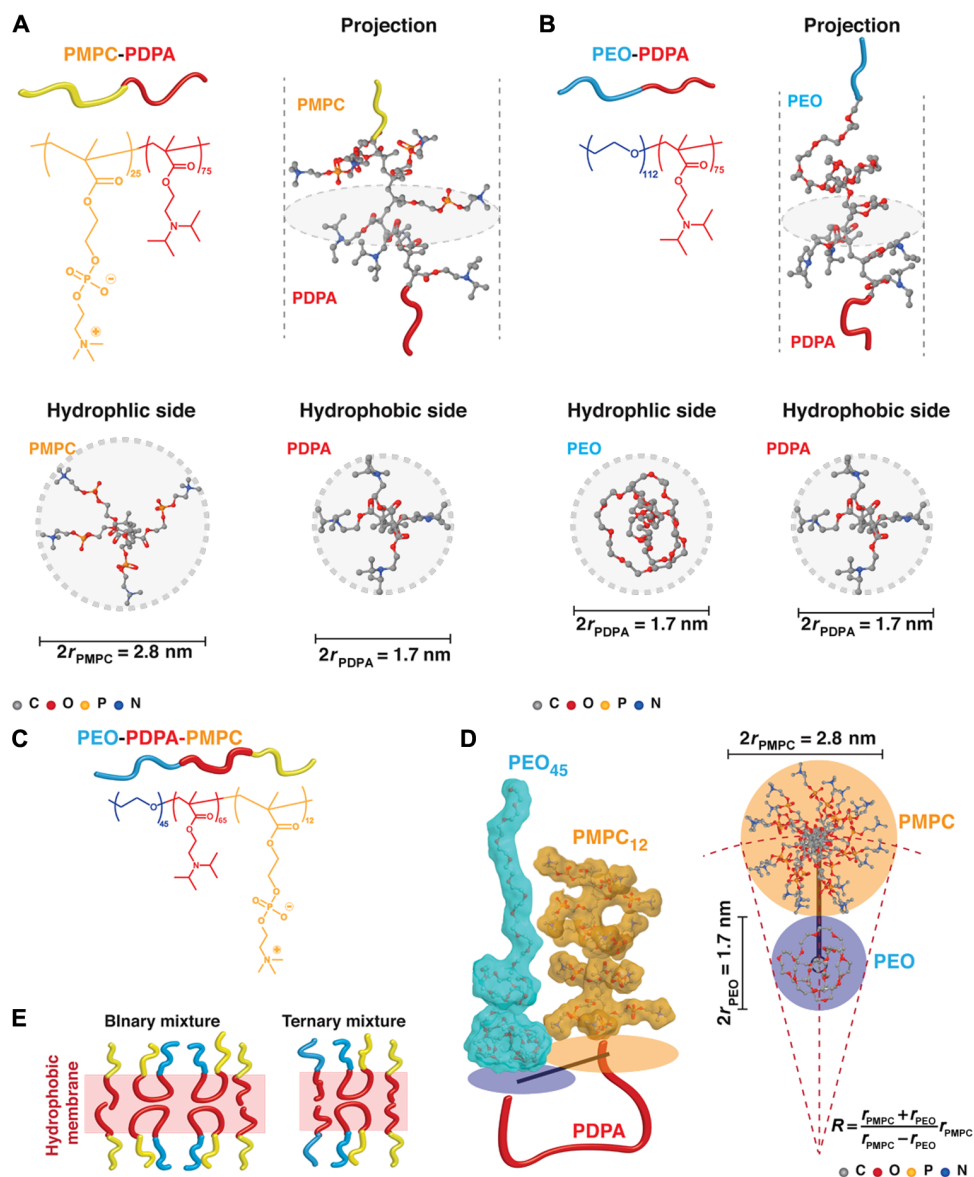 A
PMPC-PDPA
25
75
O
O
O
O
N
O
O
P
O
O
⊖
⊕
N
Projection
PMPC
PDPA
B
PEO-PDPA
O
112
75
O
O
N
Projection
PEO
PDPA
Hydrophlic side
PMPC
2rPMPC = 2.8 nm
Hydrophobic side
PDPA
2rPDPA = 1.7 nm
Hydrophlic side
PEO
2rPDPA = 1.7 nm
Hydrophobic side
PDPA
2rPDPA = 1.7 nm
C O P N
C
PEO-PDPA-PMPC
O
45
65
12
O
O
O
O
N
O
O
P
O
O
⊖
⊕
N
D
PEO45
PMPC12
PDPA
2rPMPC = 2.8 nm
PMPC
2rPEO = 1.7 nm
PEO
R = (rPMPC + rPEO) / (rPMPC − rPEO) rPMPC
C O P N
E
BInary mixture
Ternary mixture
Hydrophobic
membrane